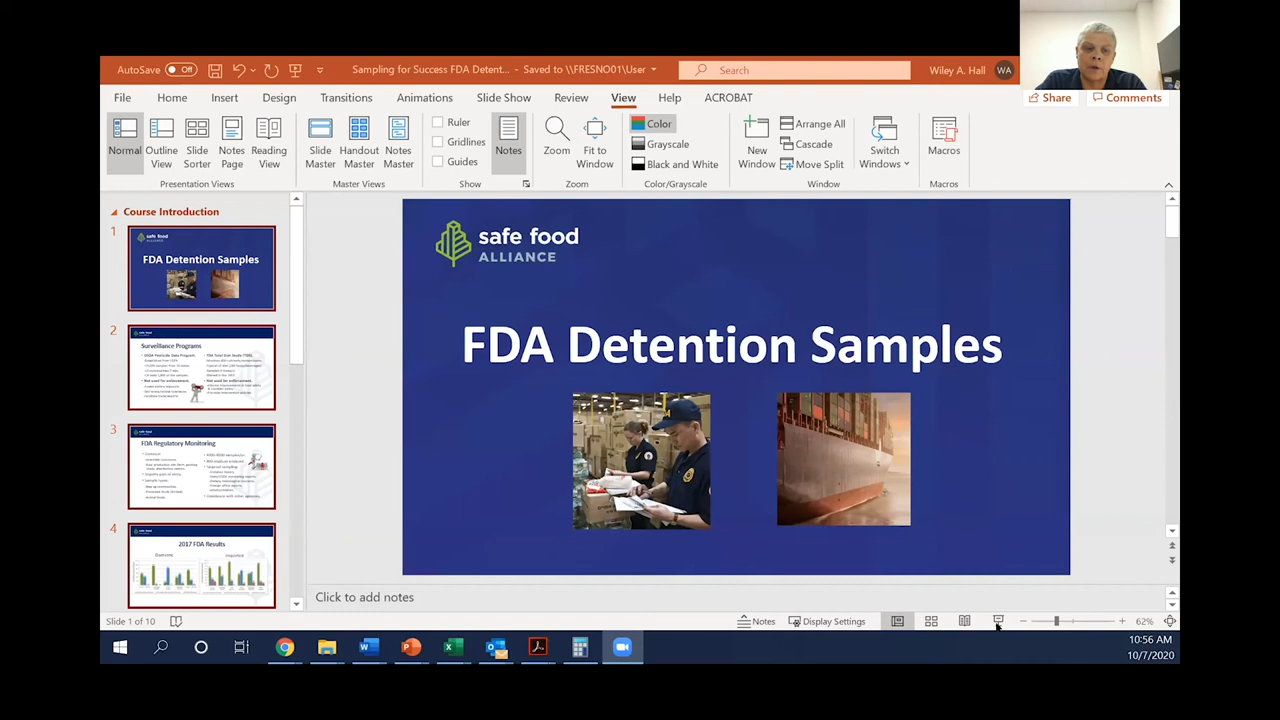 AutoSave Off
Sampling for Success FDA Detent... - Saved to \\FRESNO01\User
Search
Wiley A. Hall WA
File Home Insert Design Transitions Animations Slide Show Review View Help ACROBAT
Share Comments
Normal Outline View Slide Sorter Notes Page Reading View
Presentation Views
Slide Master Handout Master Notes Master
Master Views
Ruler
Gridlines
Guides
Show
Notes
Zoom Fit to Window
Zoom
Color
Grayscale
Black and White
Color/Grayscale
New Window
Arrange All
Cascade
Move Split
Switch Windows
Window
Macros
Macros
Course Introduction
1
safe food
ALLIANCE
FDA Detention Samples
2
Surveillance Programs
3
FDA Regulatory Monitoring
4
2017 FDA Results
Domestic
Imported
safe food
ALLIANCE
FDA Detention Samples
Click to add notes
Slide 1 of 10
Notes
Display Settings
62%
10:56 AM
10/7/2020